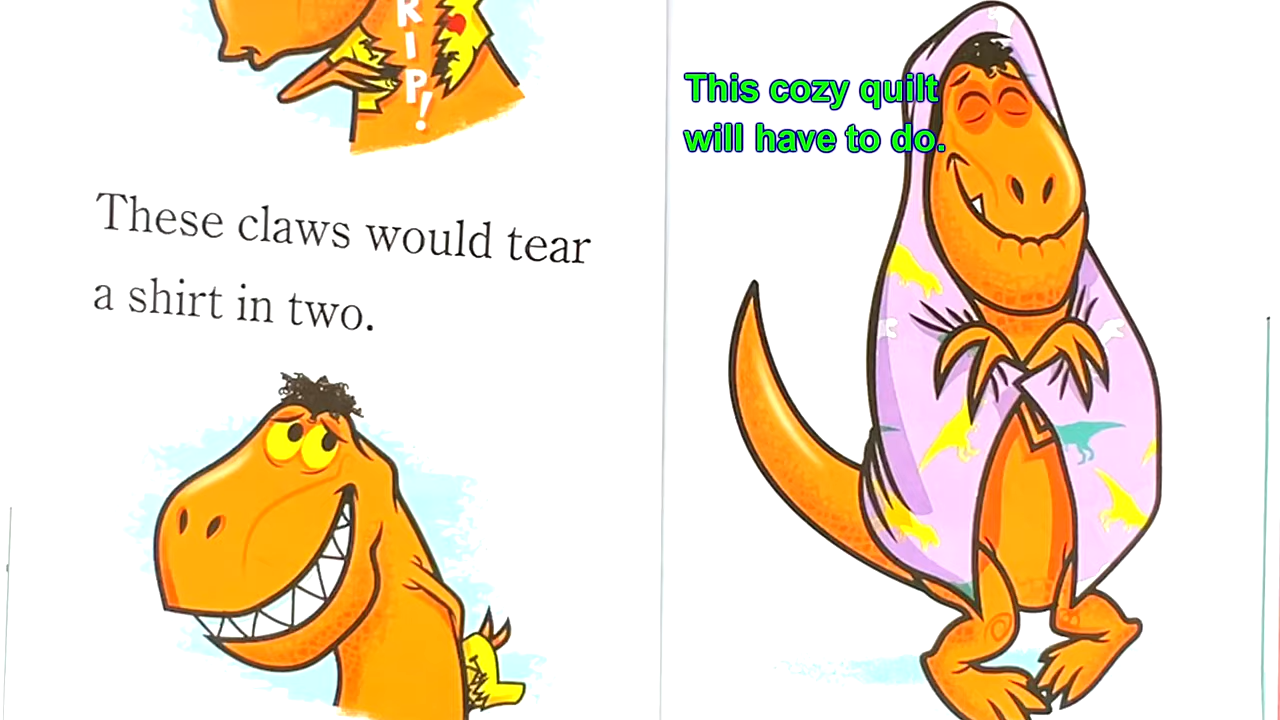 RIP!
These claws would tear
a shirt in two.
This cozy quilt
will have to do.